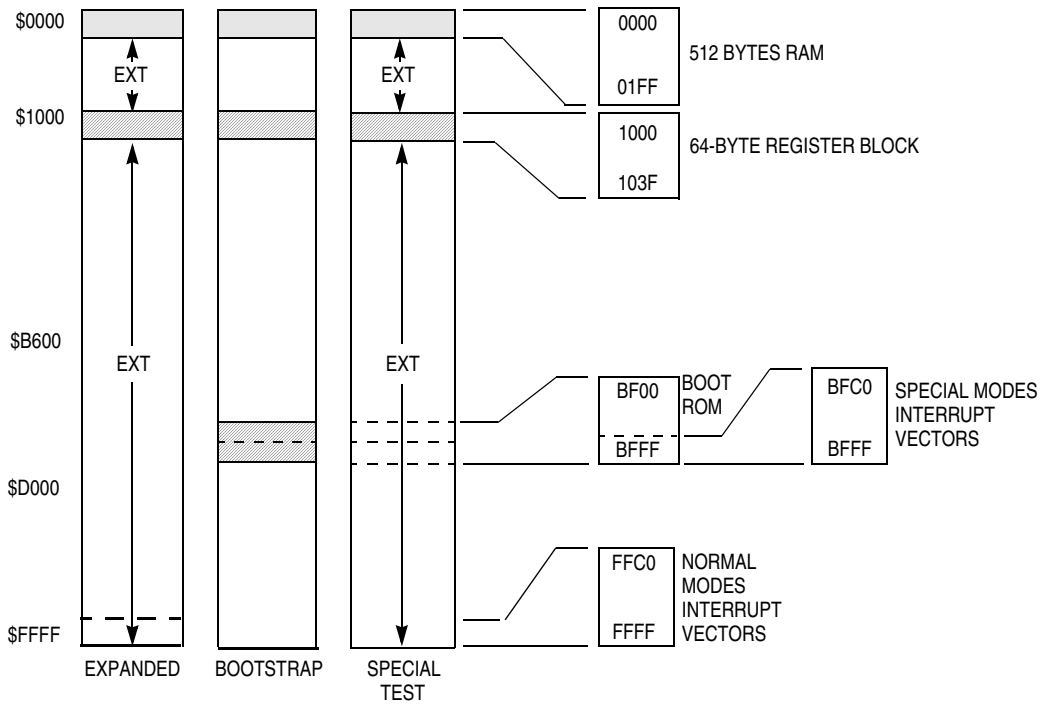 $0000
EXT
EXT
0000
01FF
512 BYTES RAM
$1000
1000
103F
64-BYTE REGISTER BLOCK
$B600
EXT
EXT
BF00
BFFF
BOOT
ROM
BFC0
BFFF
SPECIAL MODES
INTERRUPT
VECTORS
$D000
FFC0
FFFF
NORMAL
MODES
INTERRUPT
VECTORS
$FFFF
EXPANDED
BOOTSTRAP
SPECIAL
TEST